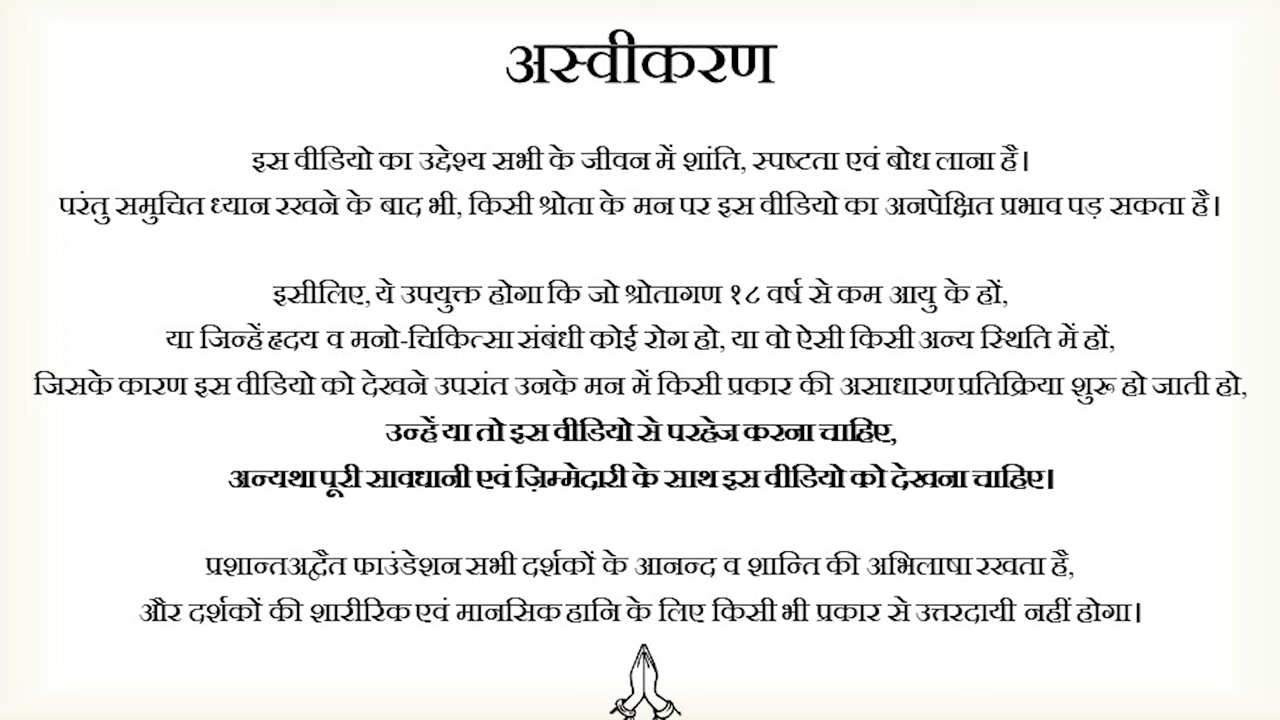 अस्वीकरण
इस वीडियो का उद्देश्य सभी के जीवन में शांति, स्पष्टता एवं बोध लाना है।
परंतु समुचित ध्यान रखने के बाद भी, किसी श्रोता के मन पर इस वीडियो का अनपेक्षित प्रभाव पड़ सकता है।
इसीलिए, ये उपयुक्त होगा कि जो श्रोतागण १८ वर्ष से कम आयु के हों,
या जिन्हें हृदय व मनो-चिकित्सा संबंधी कोई रोग हो, या वो ऐसी किसी अन्य स्थिति में हों,
जिसके कारण इस वीडियो को देखने उपरांत उनके मन में किसी प्रकार की असाधारण प्रतिक्रिया शुरू हो जाती हो,
उन्हें या तो इस वीडियो से परहेज करना चाहिए,
अन्यथा पूरी सावधानी एवं ज़िम्मेदारी के साथ इस वीडियो को देखना चाहिए।
प्रशान्तअद्वैत फाउंडेशन सभी दर्शकों के आनन्द व शान्ति की अभिलाषा रखता है,
और दर्शकों की शारीरिक एवं मानसिक हानि के लिए किसी भी प्रकार से उत्तरदायी नहीं होगा।